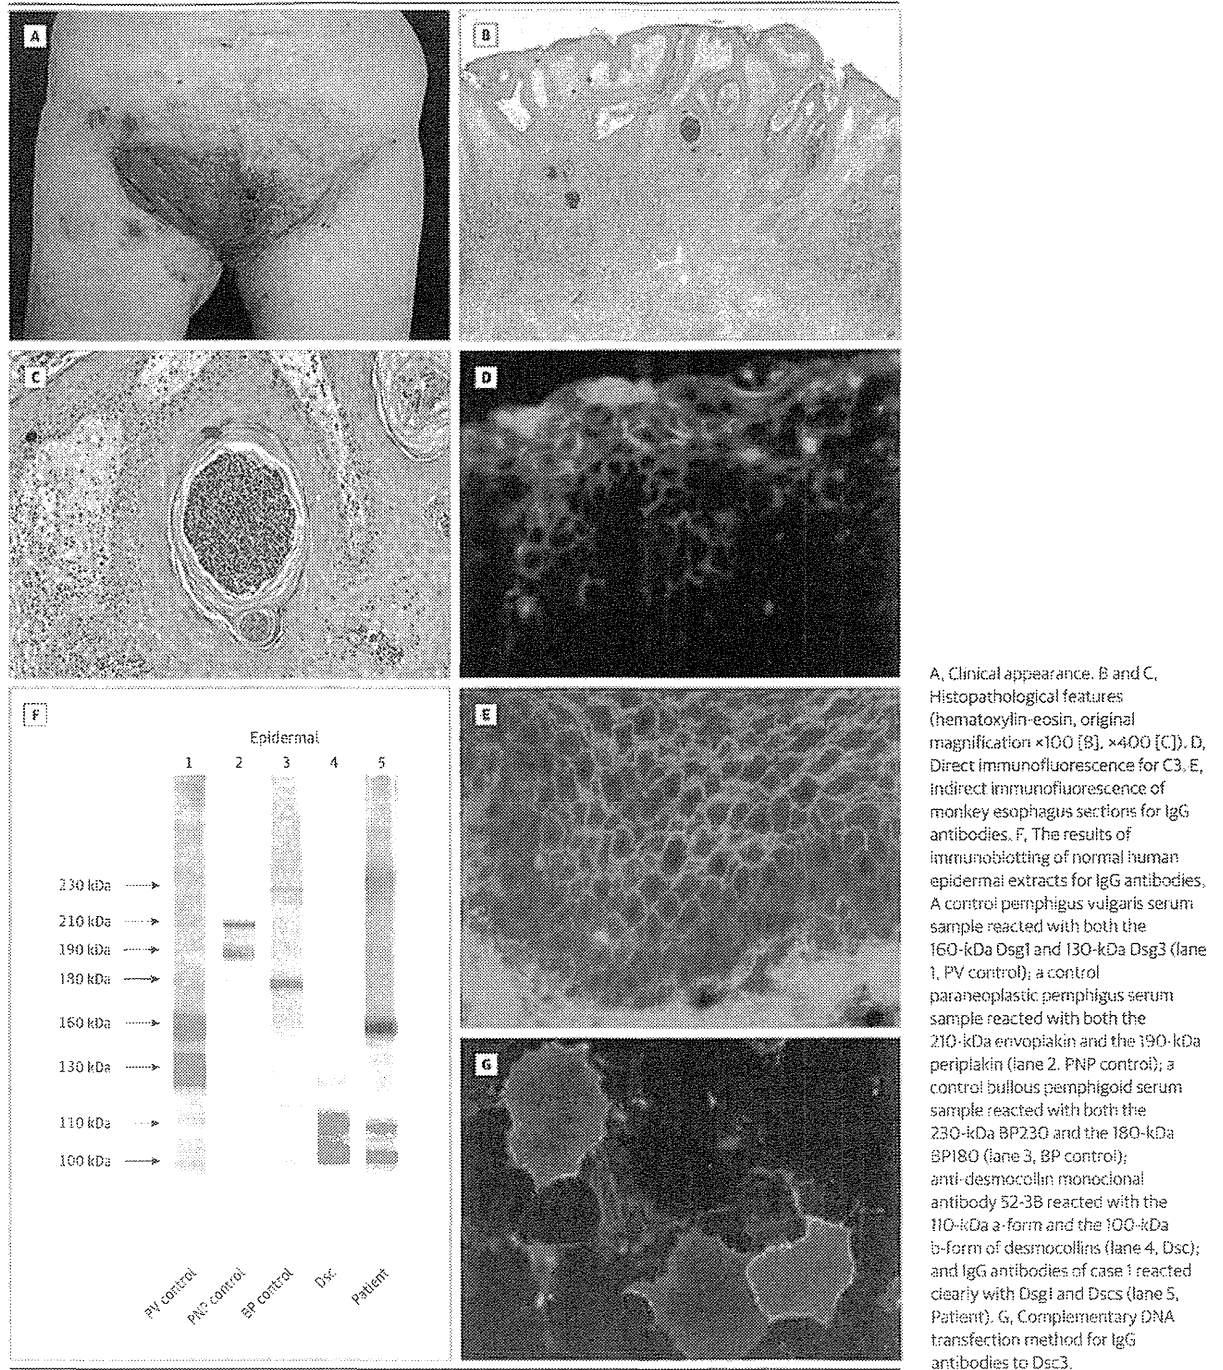 A
B
C
D
F
Epidermal
1 2 3 4 5
230 kDa
210 kDa
190 kDa
180 kDa
160 kDa
130 kDa
110 kDa
100 kDa
PV control
PNP control
BP control
Dsc
Patient
E
G
A, Clinical appearance. B and C,
Histopathological features
(hematoxylin-eosin, original
magnification ×100 [B], ×400 [C]). D,
Direct immunofluorescence for C3. E,
Indirect immunofluorescence of
monkey esophagus sections for IgG
antibodies. F, The results of
immunoblotting of normal human
epidermal extracts for IgG antibodies.
A control pemphigus vulgaris serum
sample reacted with both the
160-kDa Dsg1 and 130-kDa Dsg3 (lane
1, PV control); a control
paraneoplastic pemphigus serum
sample reacted with both the
210-kDa envoplakin and the 190-kDa
periplakin (lane 2, PNP control); a
control bullous pemphigoid serum
sample reacted with both the
230-kDa BP230 and the 180-kDa
BP180 (lane 3, BP control);
anti-desmocollin monoclonal
antibody 52-3B reacted with the
110-kDa a-form and the 100-kDa
b-form of desmocollins (lane 4, Dsc);
and IgG antibodies of case 1 reacted
clearly with Dsg1 and Dscs (lane 5,
Patient). G, Complementary DNA
transfection method for IgG
antibodies to Dsc3.